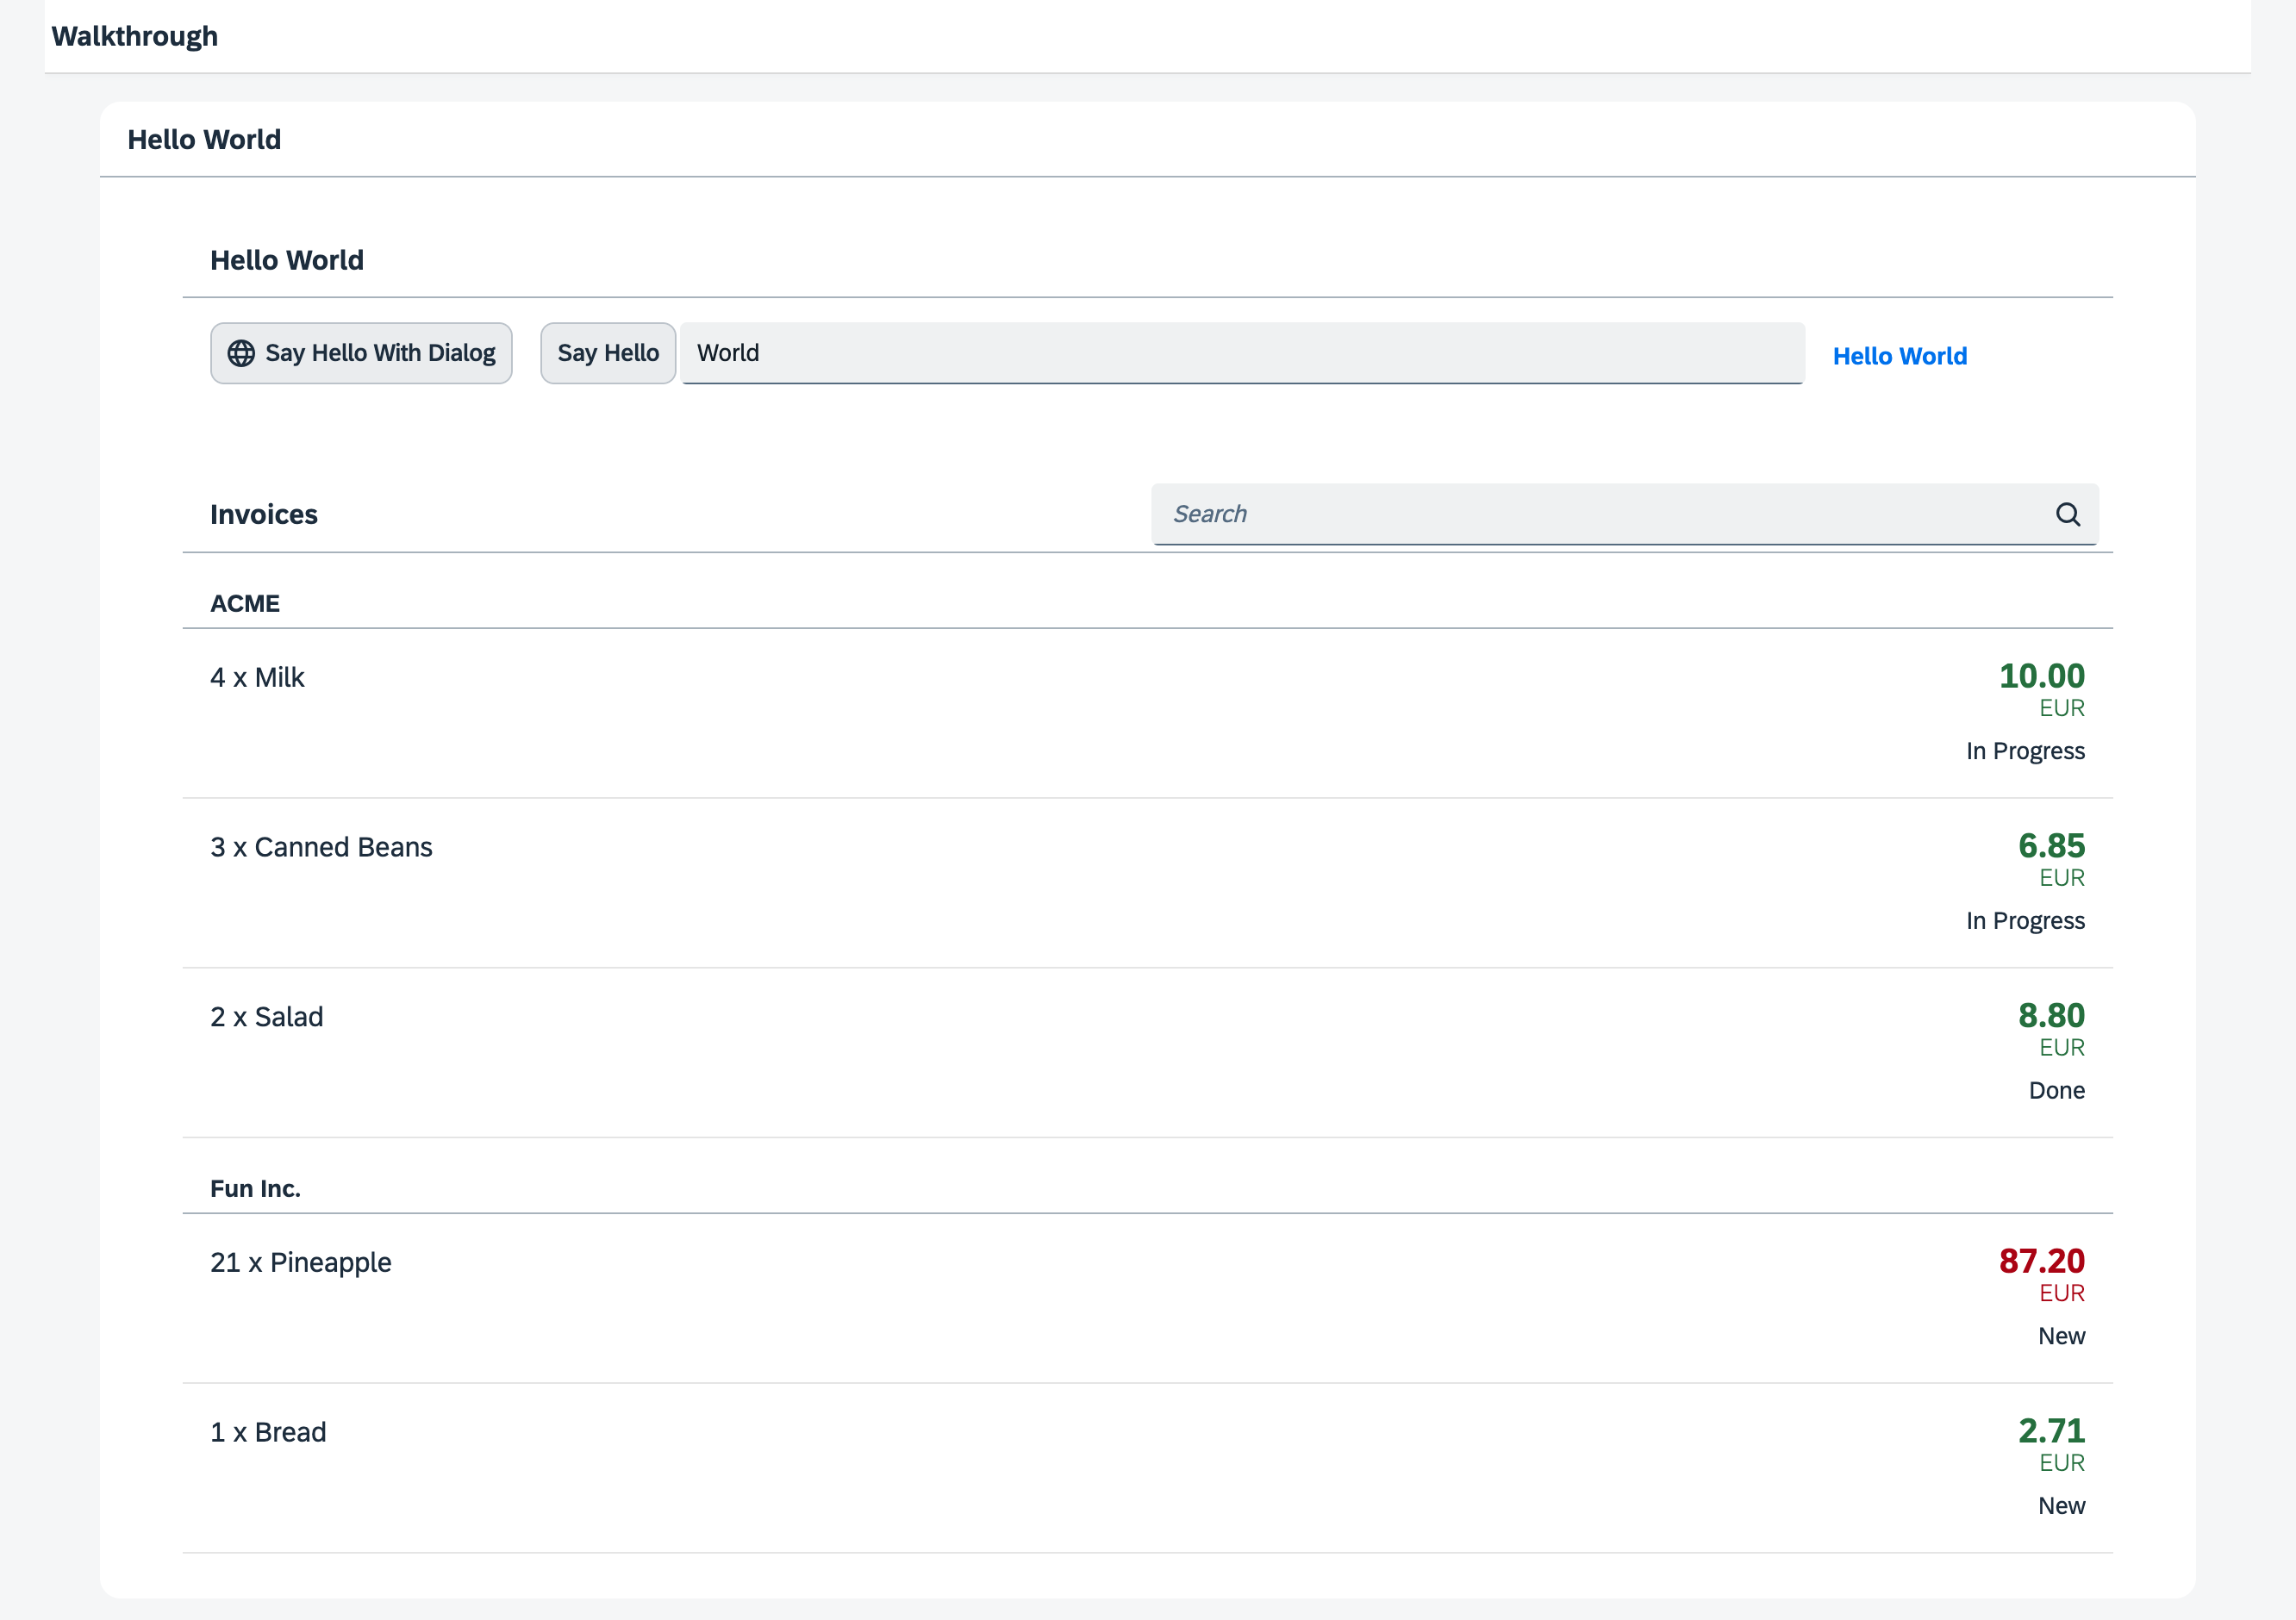 Walkthrough
Hello World
Hello World
Say Hello With Dialog Say Hello World Hello World
Invoices Search
ACME
4 x Milk 10.00
EUR
In Progress
3 x Canned Beans 6.85
EUR
In Progress
2 x Salad 8.80
EUR
Done
Fun Inc.
21 x Pineapple 87.20
EUR
New
1 x Bread 2.71
EUR
New